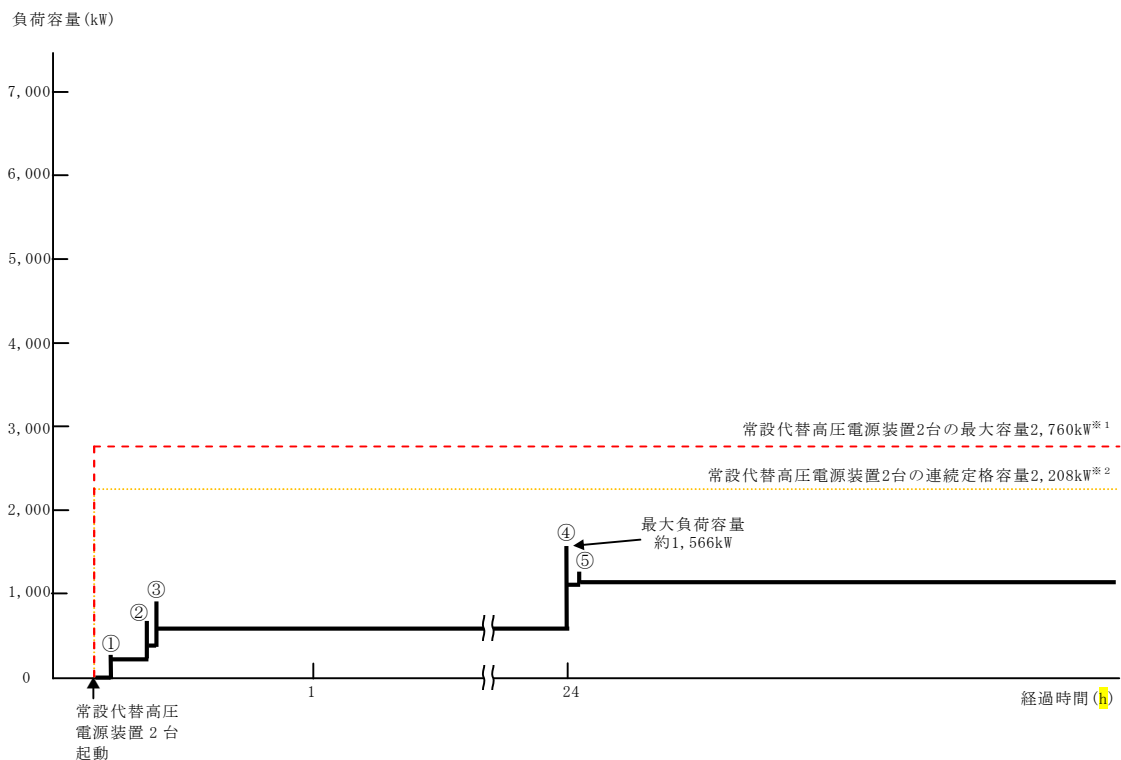 負荷容量(kW)
7,000
6,000
5,000
4,000
3,000
常設代替高圧電源装置2台の最大容量2,760kW※1
常設代替高圧電源装置2台の連続定格容量2,208kW※2
2,000
④
最大負荷容量
約1,566kW
⑤
1,000
③
②
①
0
1
24
経過時間(h)
常設代替高圧
電源装置2台
起動